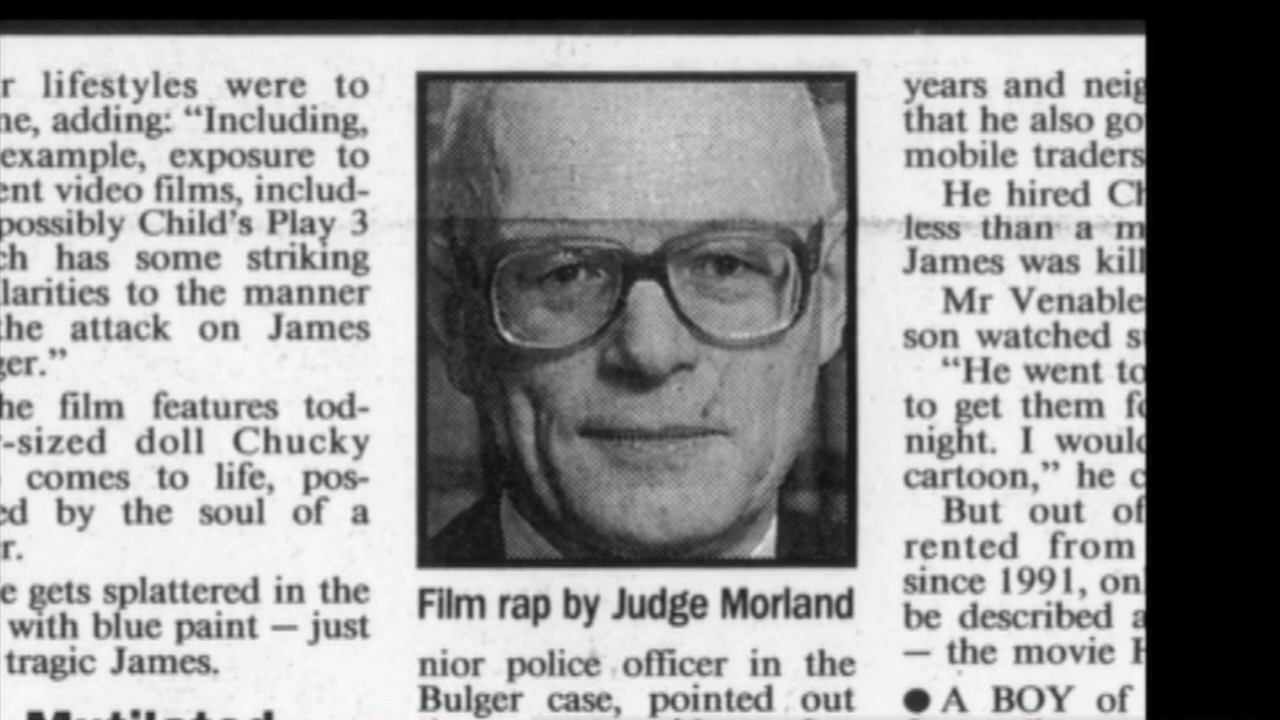 r lifestyles were to
ne, adding: “Including,
example, exposure to
ent video films, includ-
possibly Child’s Play 3
ch has some striking
larities to the manner
the attack on James
ger.”
he film features tod-
-sized doll Chucky
comes to life, pos-
ed by the soul of a
r.
e gets splattered in the
with blue paint — just
tragic James.
Mutilated
Film rap by Judge Morland
nior police officer in the
Bulger case, pointed out
years and neig
that he also go
mobile traders
He hired Ch
less than a m
James was kill
Mr Venable
son watched s
“He went to
to get them fo
night. I would
cartoon,” he c
But out of
rented from
since 1991, on
be described a
— the movie H
● A BOY of